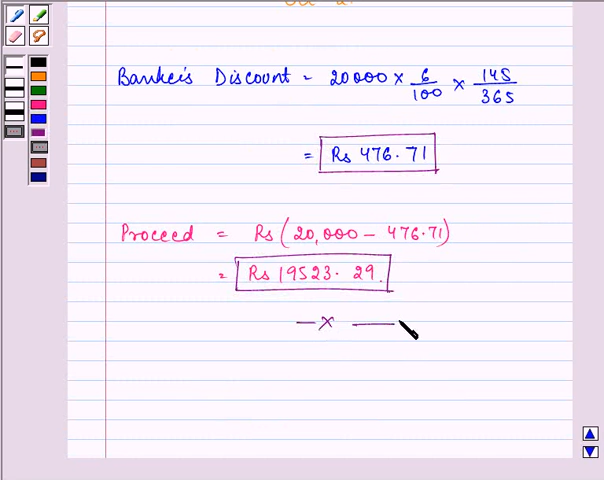 Banker's Discount = 20000 × 6/100 × 145/365
= Rs 476.71
Proceed = Rs (20,000 – 476.71)
= Rs 19523.29.
— × —